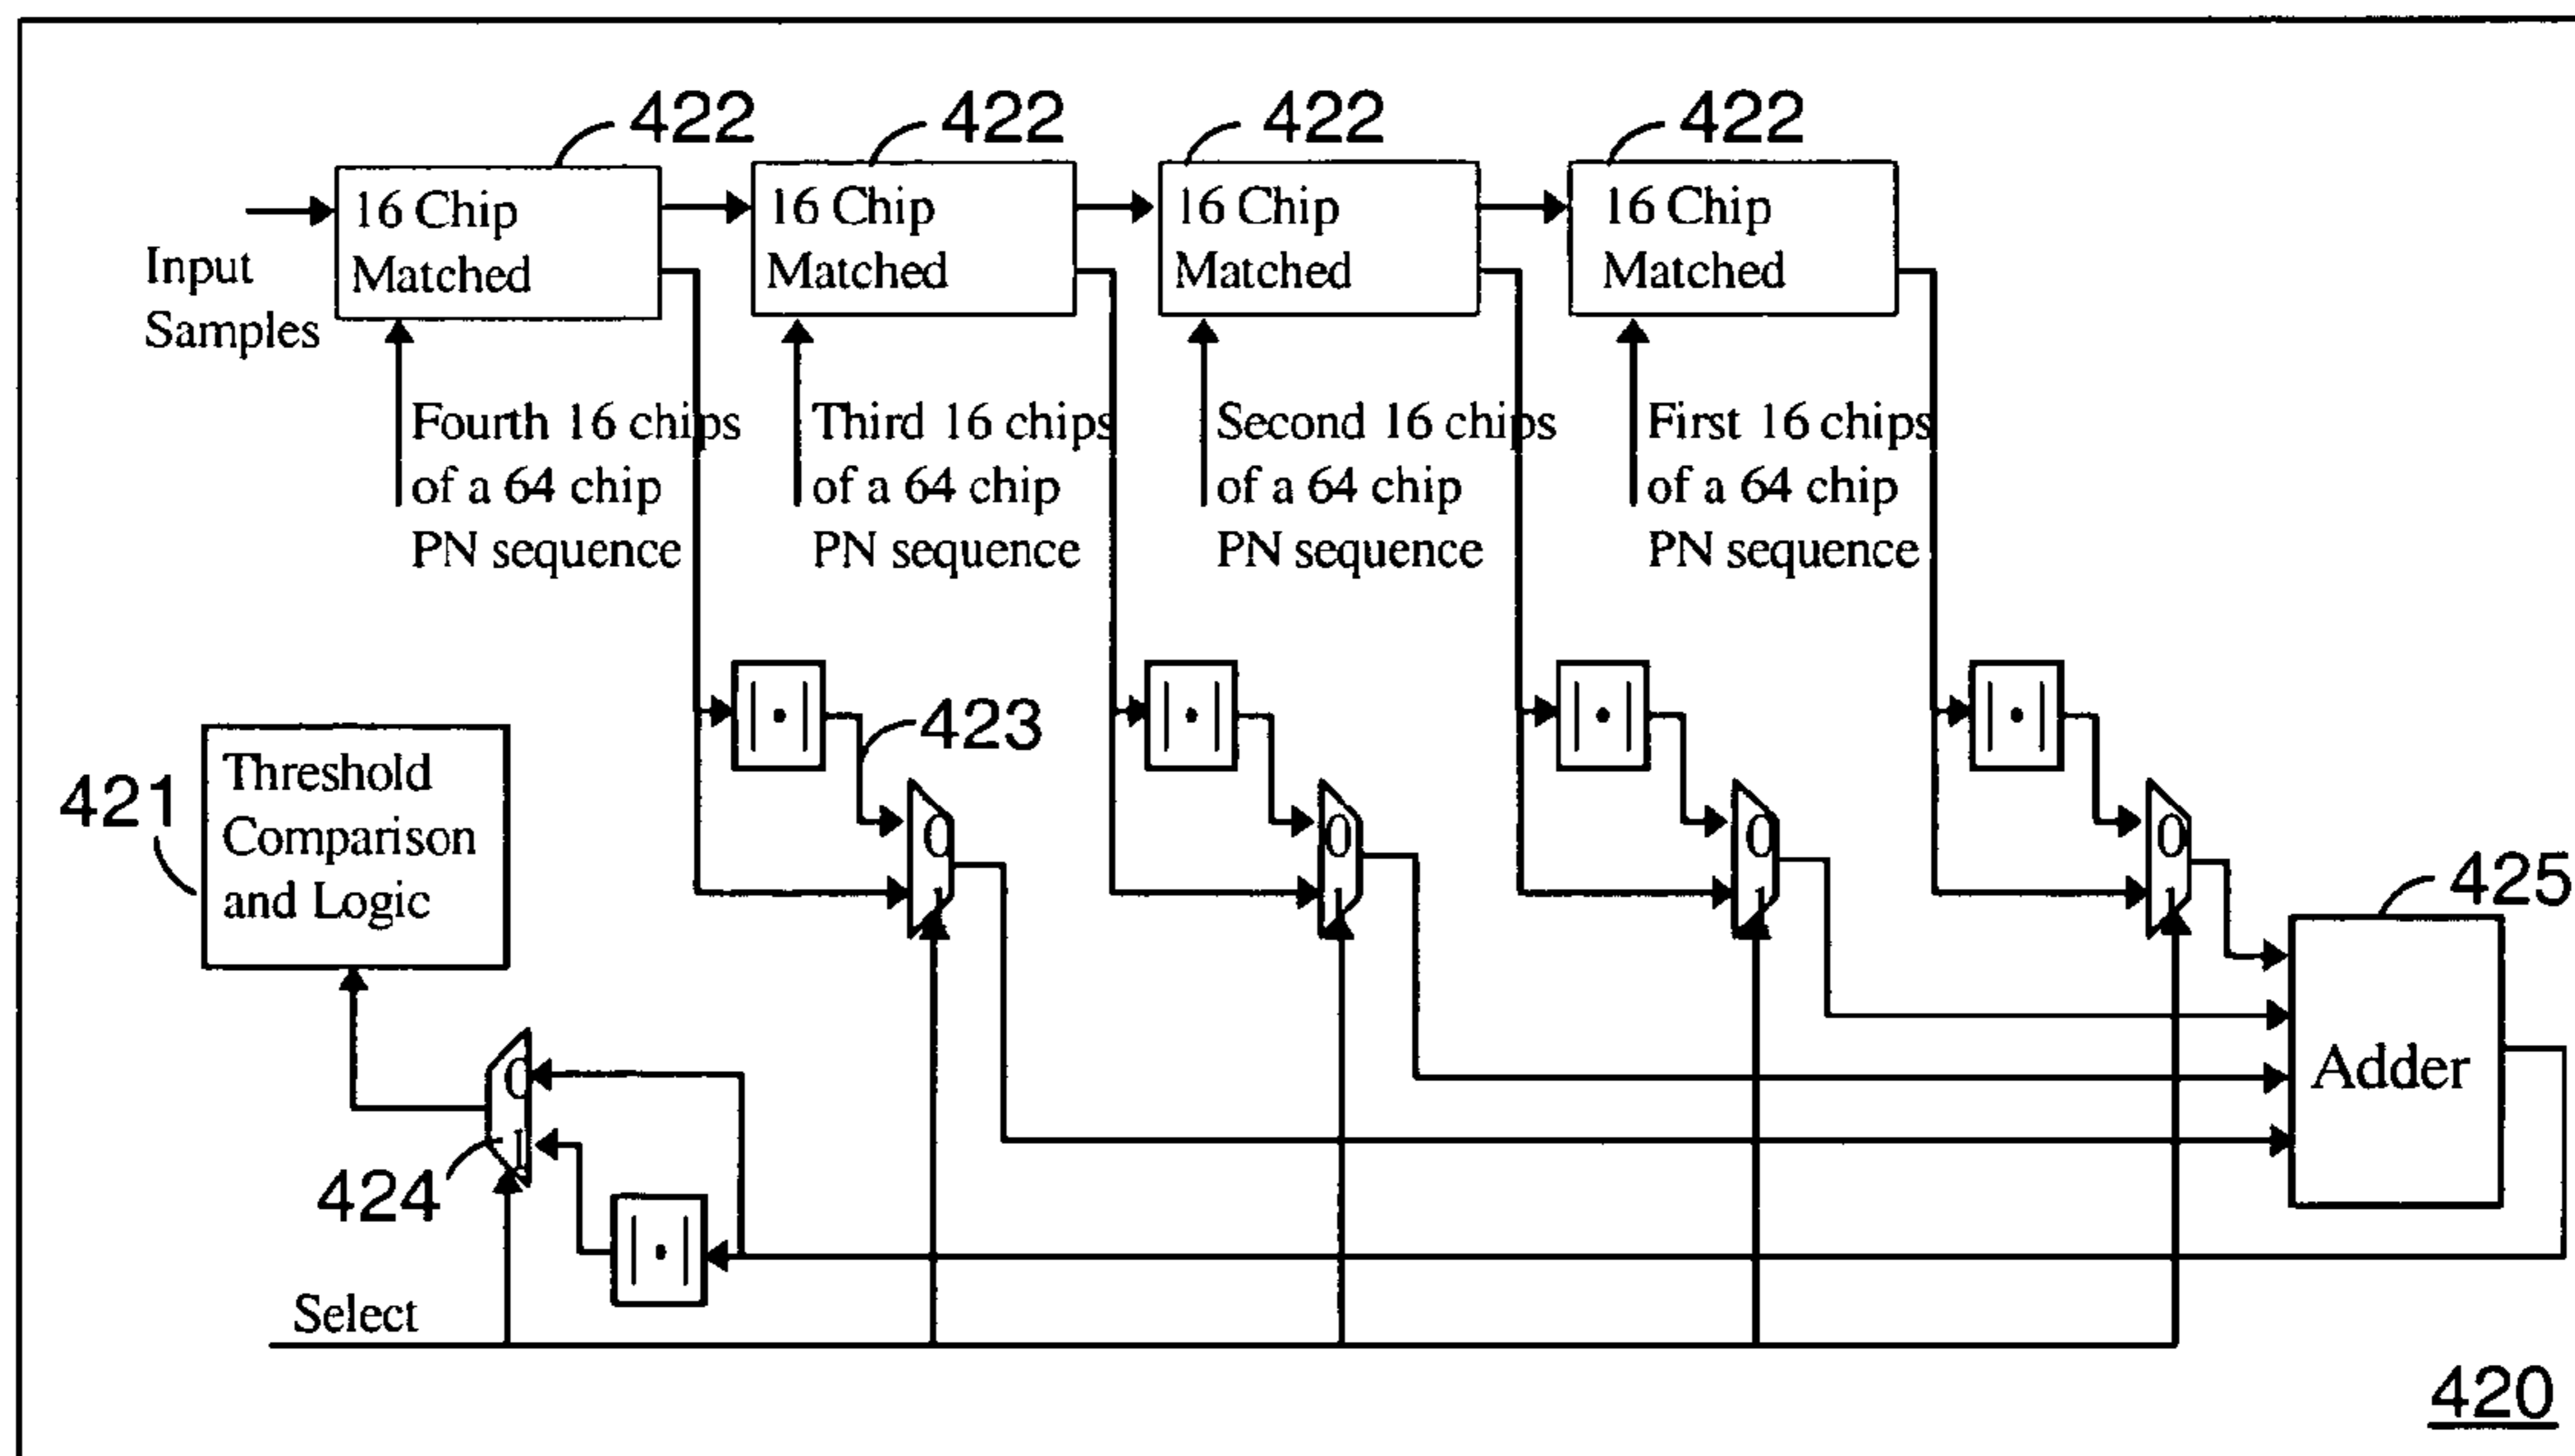 422 422 422 422
16 Chip 16 Chip 16 Chip 16 Chip
Matched Matched Matched Matched
Input
Samples
Fourth 16 chips Third 16 chips Second 16 chips First 16 chips
of a 64 chip of a 64 chip of a 64 chip of a 64 chip
PN sequence PN sequence PN sequence PN sequence
|•| |•| |•| |•|
423
421
Threshold
Comparison
and Logic
0 0 0 0
1 1 1 1
425
Adder
0
1
424
|•|
Select
420